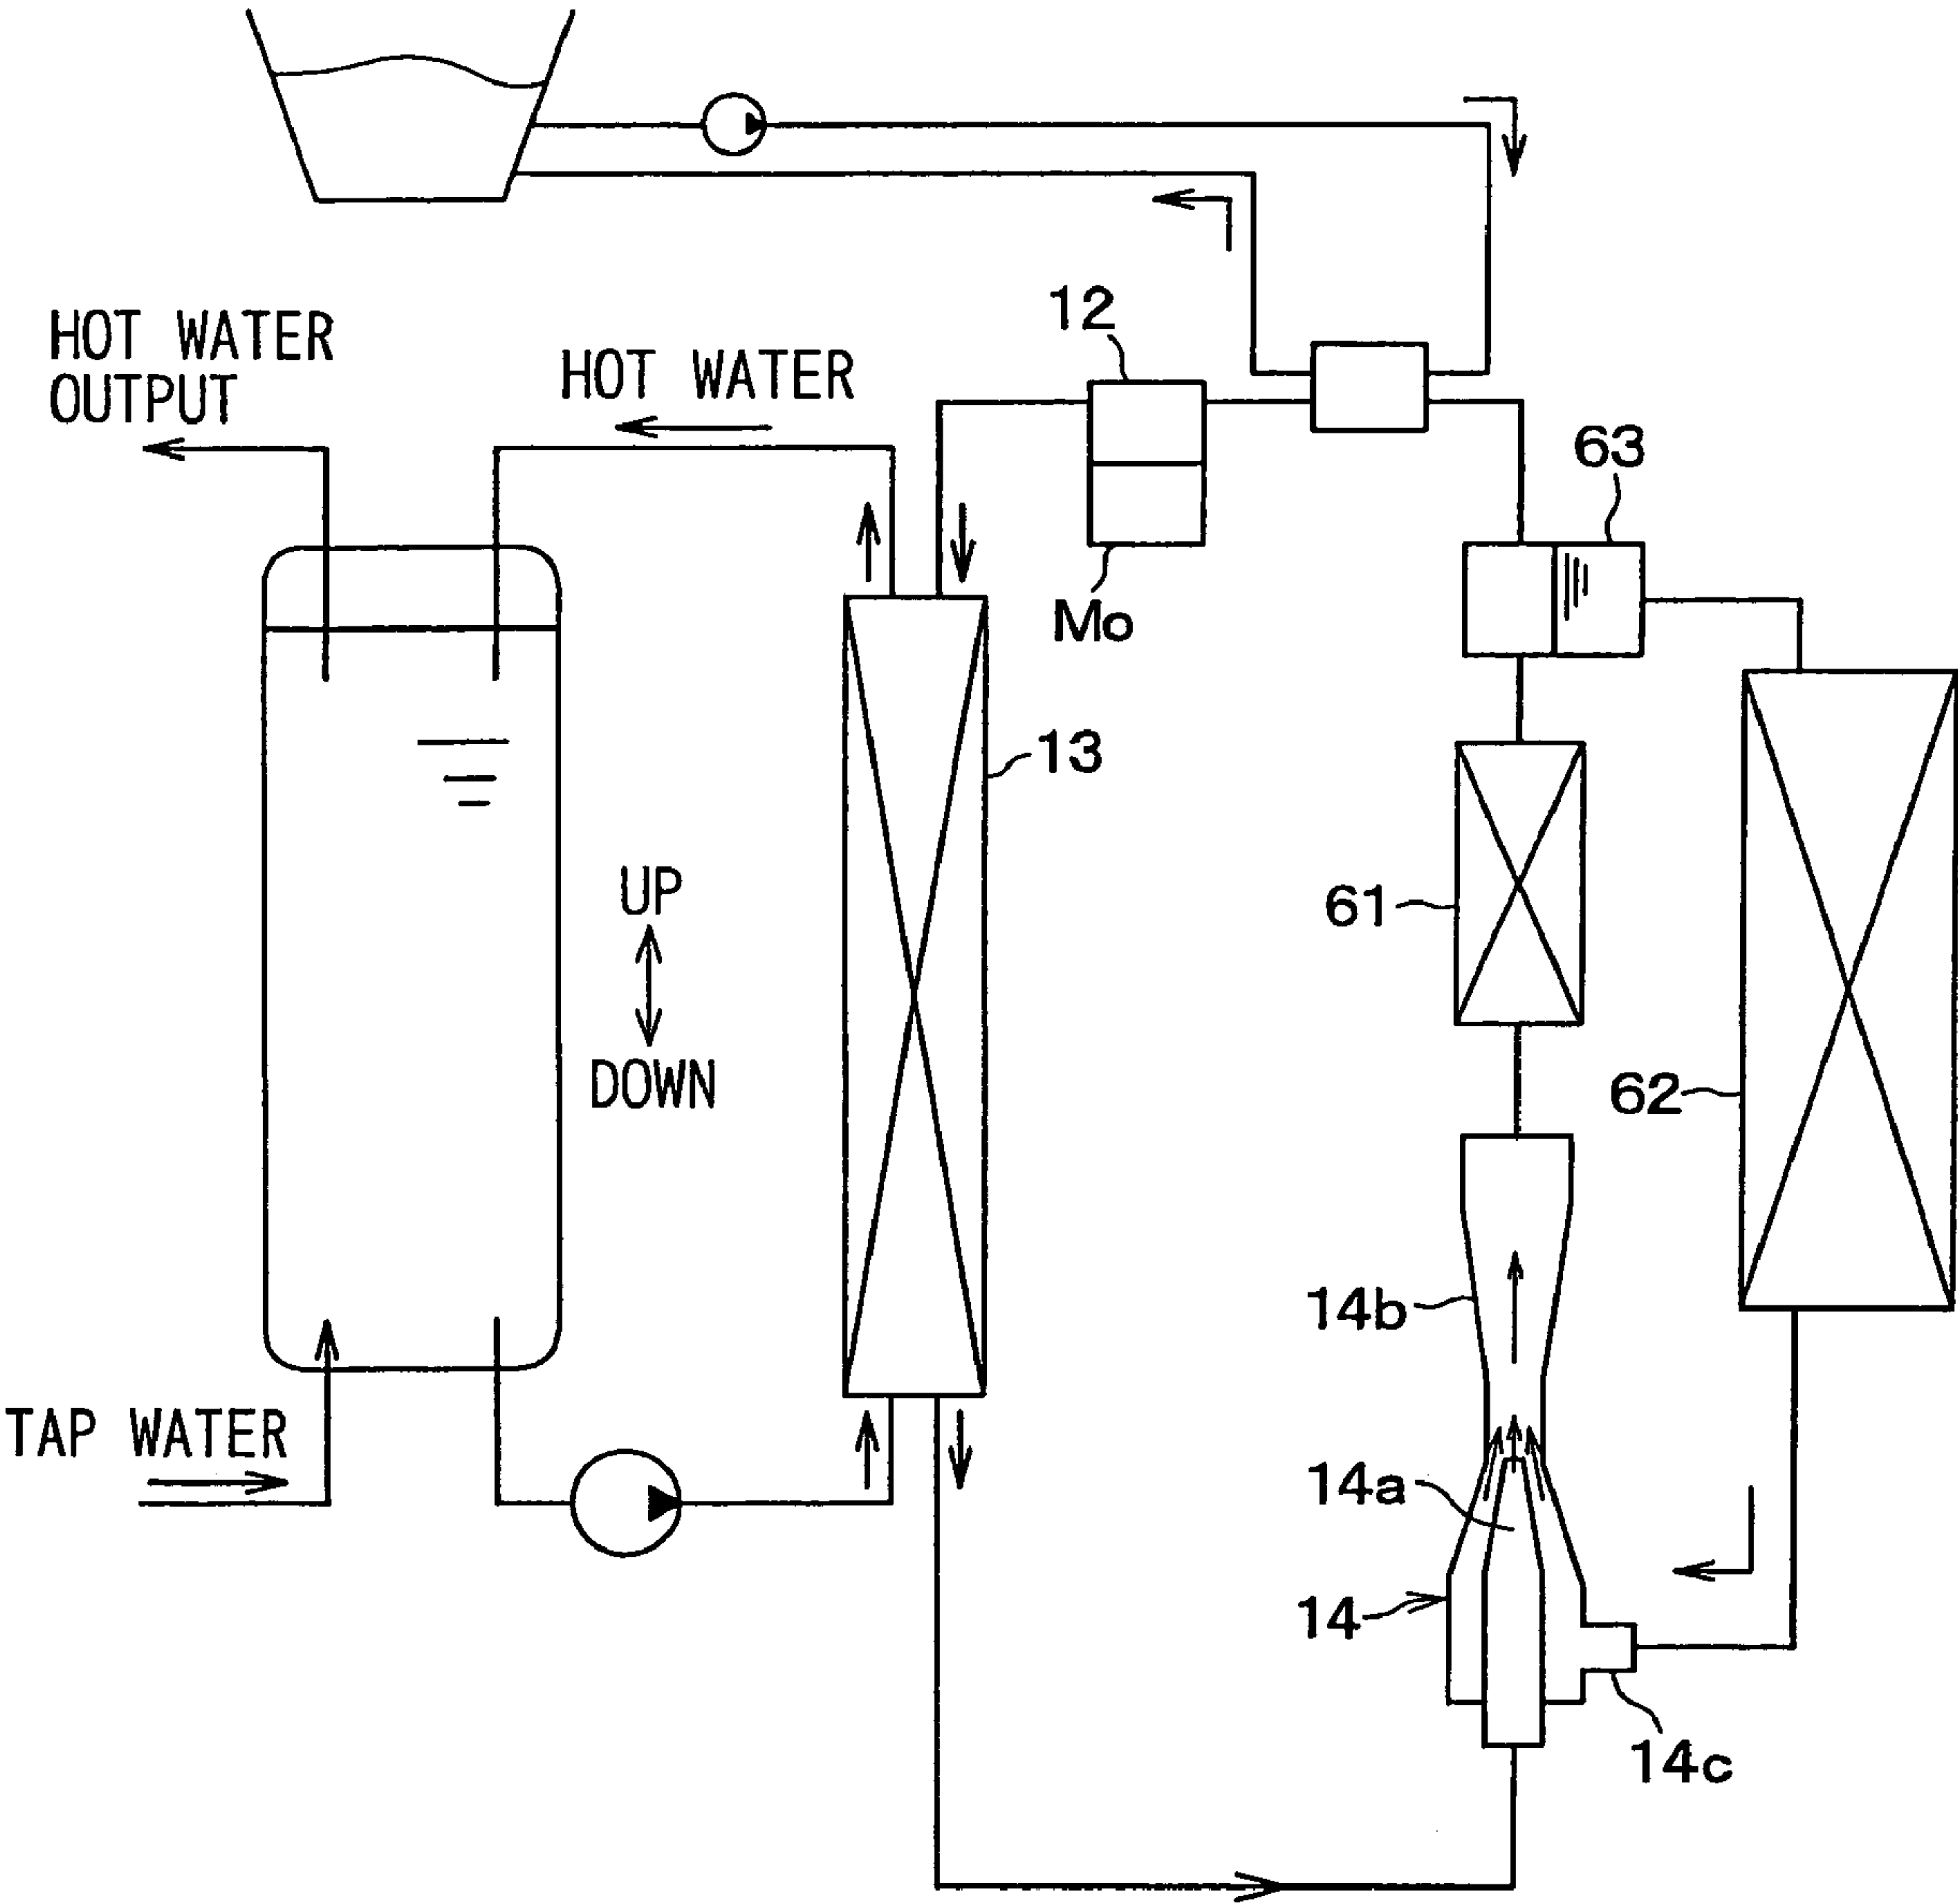 12
HOT WATER
OUTPUT
HOT WATER
63
Mo
13
UP
61
DOWN
62
14b
TAP WATER
14a
14
14c